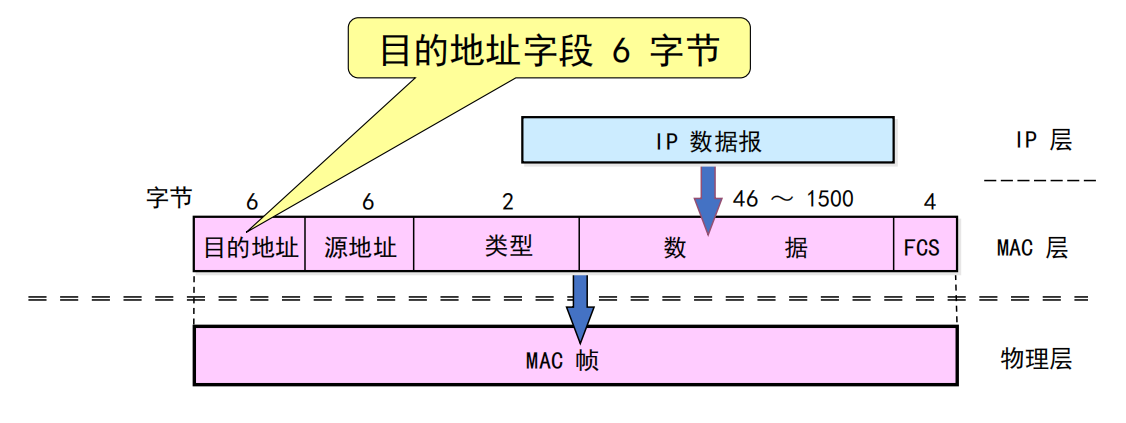 目的地址字段 6 字节
IP 数据报
IP 层
字节 6 6 2 46 ～ 1500 4
目的地址 源地址 类型 数 据 FCS MAC 层
MAC 帧 物理层